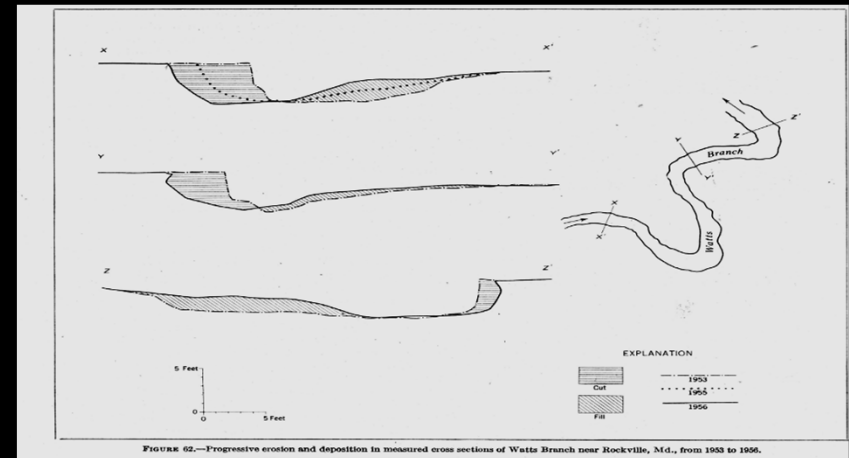 X X'
Y Y'
Z Z'
X
X'
Y
Y'
Z Z'
Branch
Watts
5 Feet
0
0 5 Feet
EXPLANATION
Cut
Fill
1953
1955
1956
FIGURE 62.—Progressive erosion and deposition in measured cross sections of Watts Branch near Rockville, Md., from 1953 to 1956.